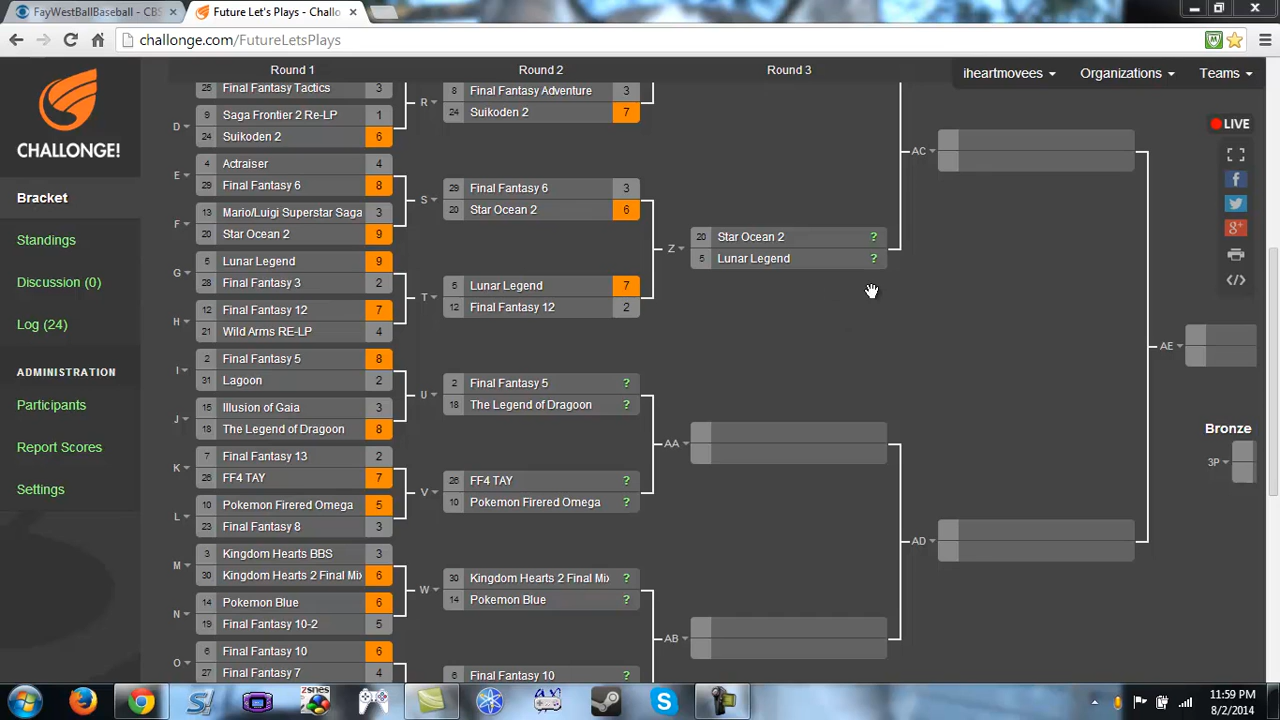 FayWestBallBaseball - CBS
Future Let's Plays - Challo
challonge.com/FutureLetsPlays
Round 1
Round 2
Round 3
iheartmovees
Organizations
Teams
CHALLONGE!
Bracket
Standings
Discussion (0)
Log (24)
ADMINISTRATION
Participants
Report Scores
Settings
25 Final Fantasy Tactics 3
D
9 Saga Frontier 2 Re-LP 1
24 Suikoden 2 6
E
4 Actraiser 4
29 Final Fantasy 6 8
F
13 Mario/Luigi Superstar Saga 3
20 Star Ocean 2 9
G
5 Lunar Legend 9
28 Final Fantasy 3 2
H
12 Final Fantasy 12 7
21 Wild Arms RE-LP 4
I
2 Final Fantasy 5 8
31 Lagoon 2
J
15 Illusion of Gaia 3
18 The Legend of Dragoon 8
K
7 Final Fantasy 13 2
26 FF4 TAY 7
L
10 Pokemon Firered Omega 5
23 Final Fantasy 8 3
M
3 Kingdom Hearts BBS 3
30 Kingdom Hearts 2 Final Mix 6
N
14 Pokemon Blue 6
19 Final Fantasy 10-2 5
O
6 Final Fantasy 10 6
27 Final Fantasy 7 4
R
8 Final Fantasy Adventure 3
24 Suikoden 2 7
S
29 Final Fantasy 6 3
20 Star Ocean 2 6
T
5 Lunar Legend 7
12 Final Fantasy 12 2
U
2 Final Fantasy 5 ?
18 The Legend of Dragoon ?
V
26 FF4 TAY ?
10 Pokemon Firered Omega ?
W
30 Kingdom Hearts 2 Final Mix ?
14 Pokemon Blue ?
6 Final Fantasy 10 ?
Z
20 Star Ocean 2 ?
5 Lunar Legend ?
AA
AB
AC
AD
AE
Bronze
3P
LIVE
11:59 PM
8/2/2014